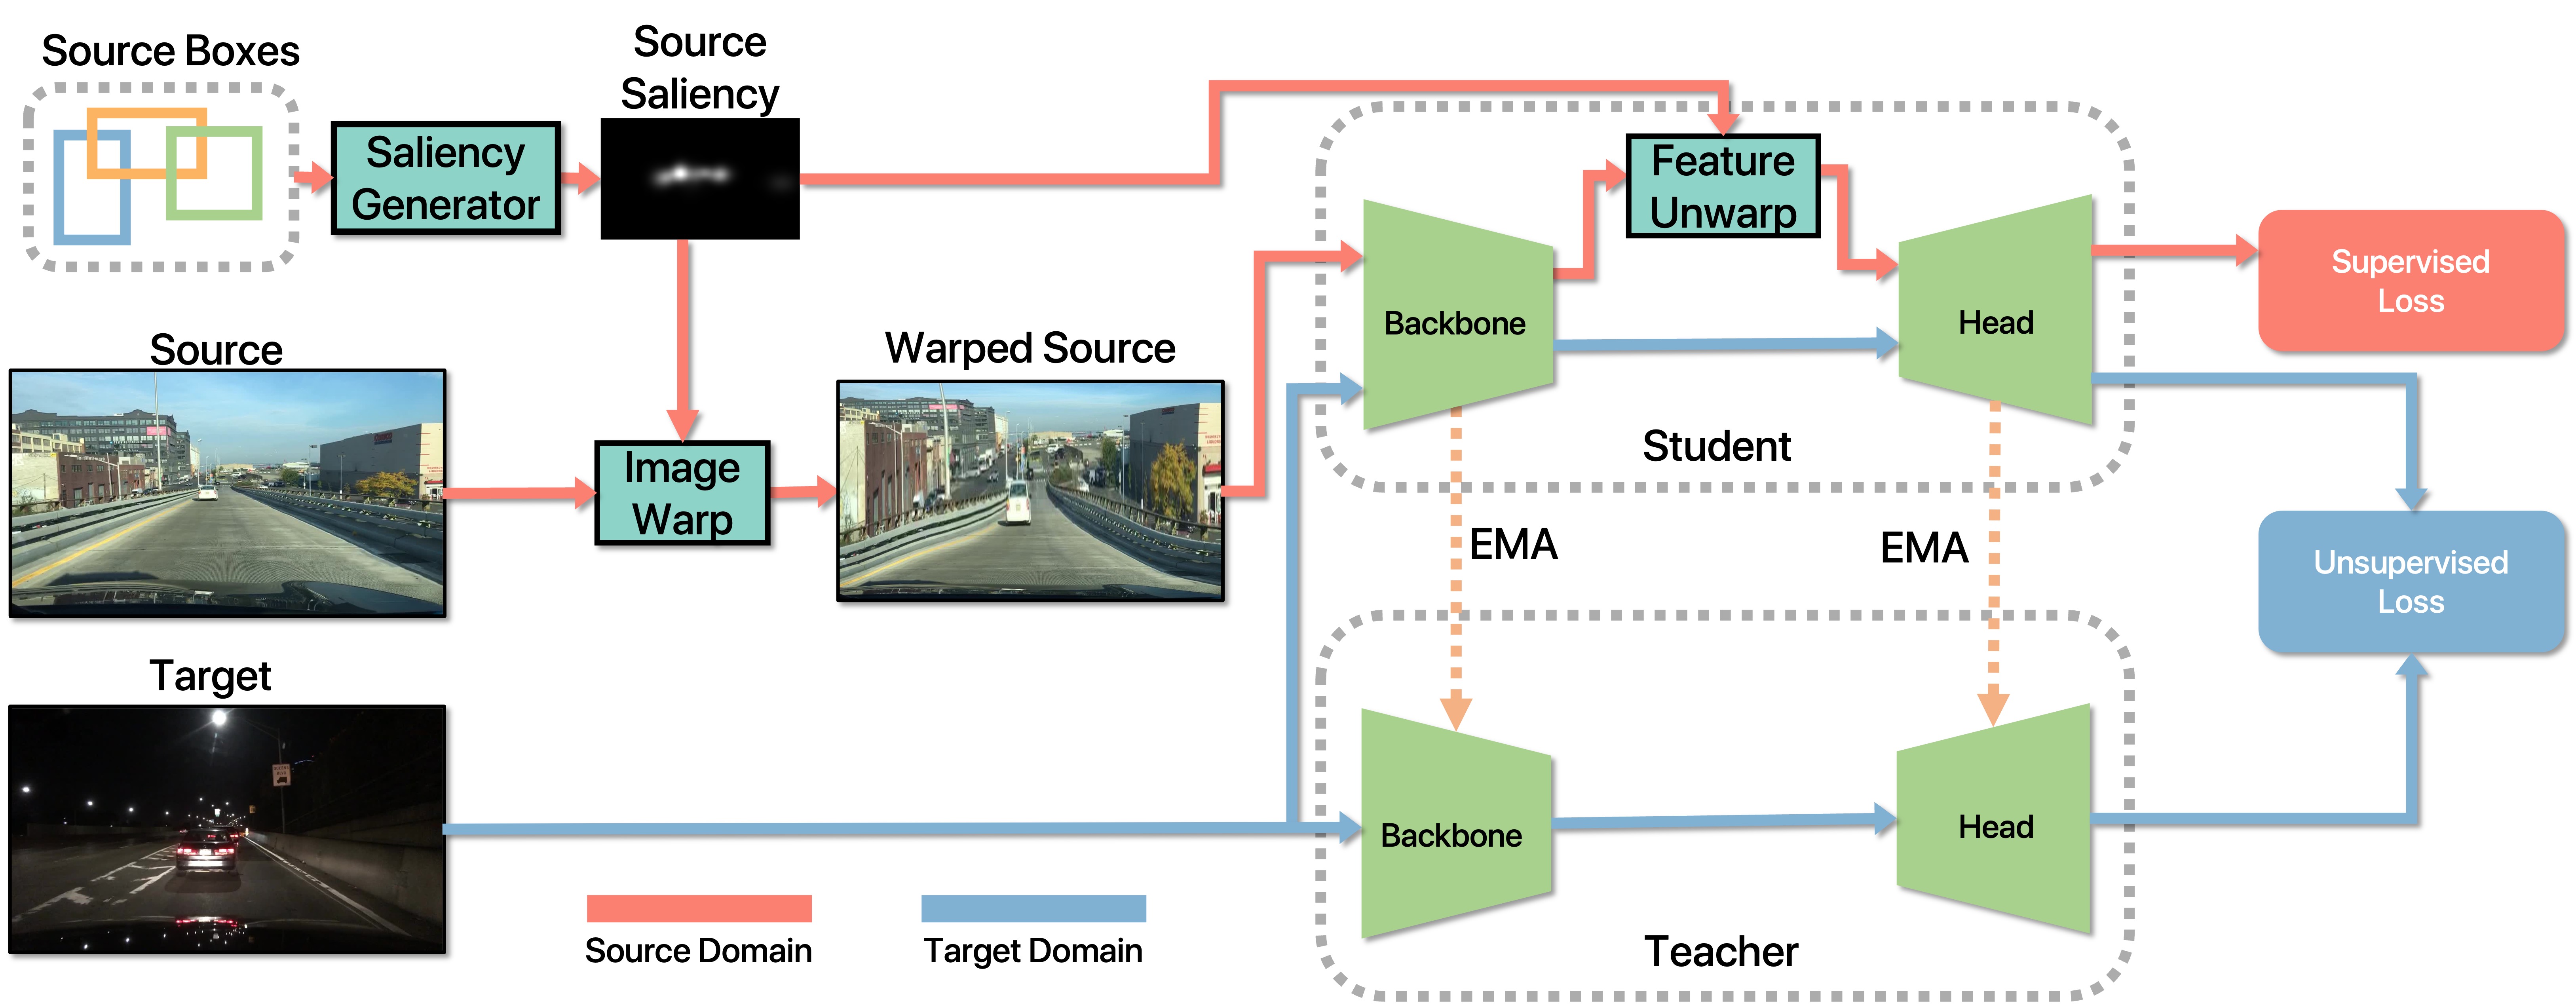 Source Boxes
Saliency
Generator
Source
Saliency
Feature
Unwarp
Backbone
Head
Student
Supervised
Loss
Source
Image
Warp
Warped Source
EMA
EMA
Unsupervised
Loss
Target
Backbone
Head
Teacher
Source Domain
Target Domain